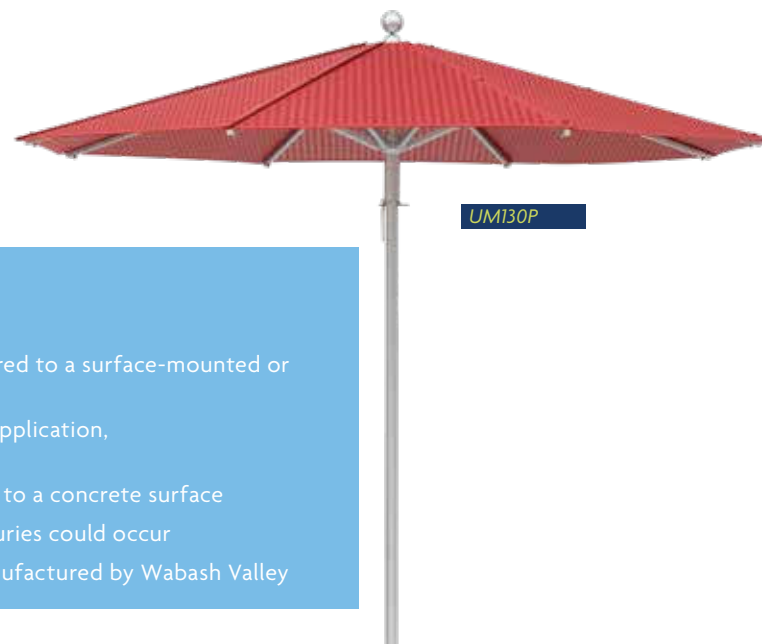 UM130P
red to a surface-mounted or
pplication,
to a concrete surface
uries could occur
ufactured by Wabash Valley